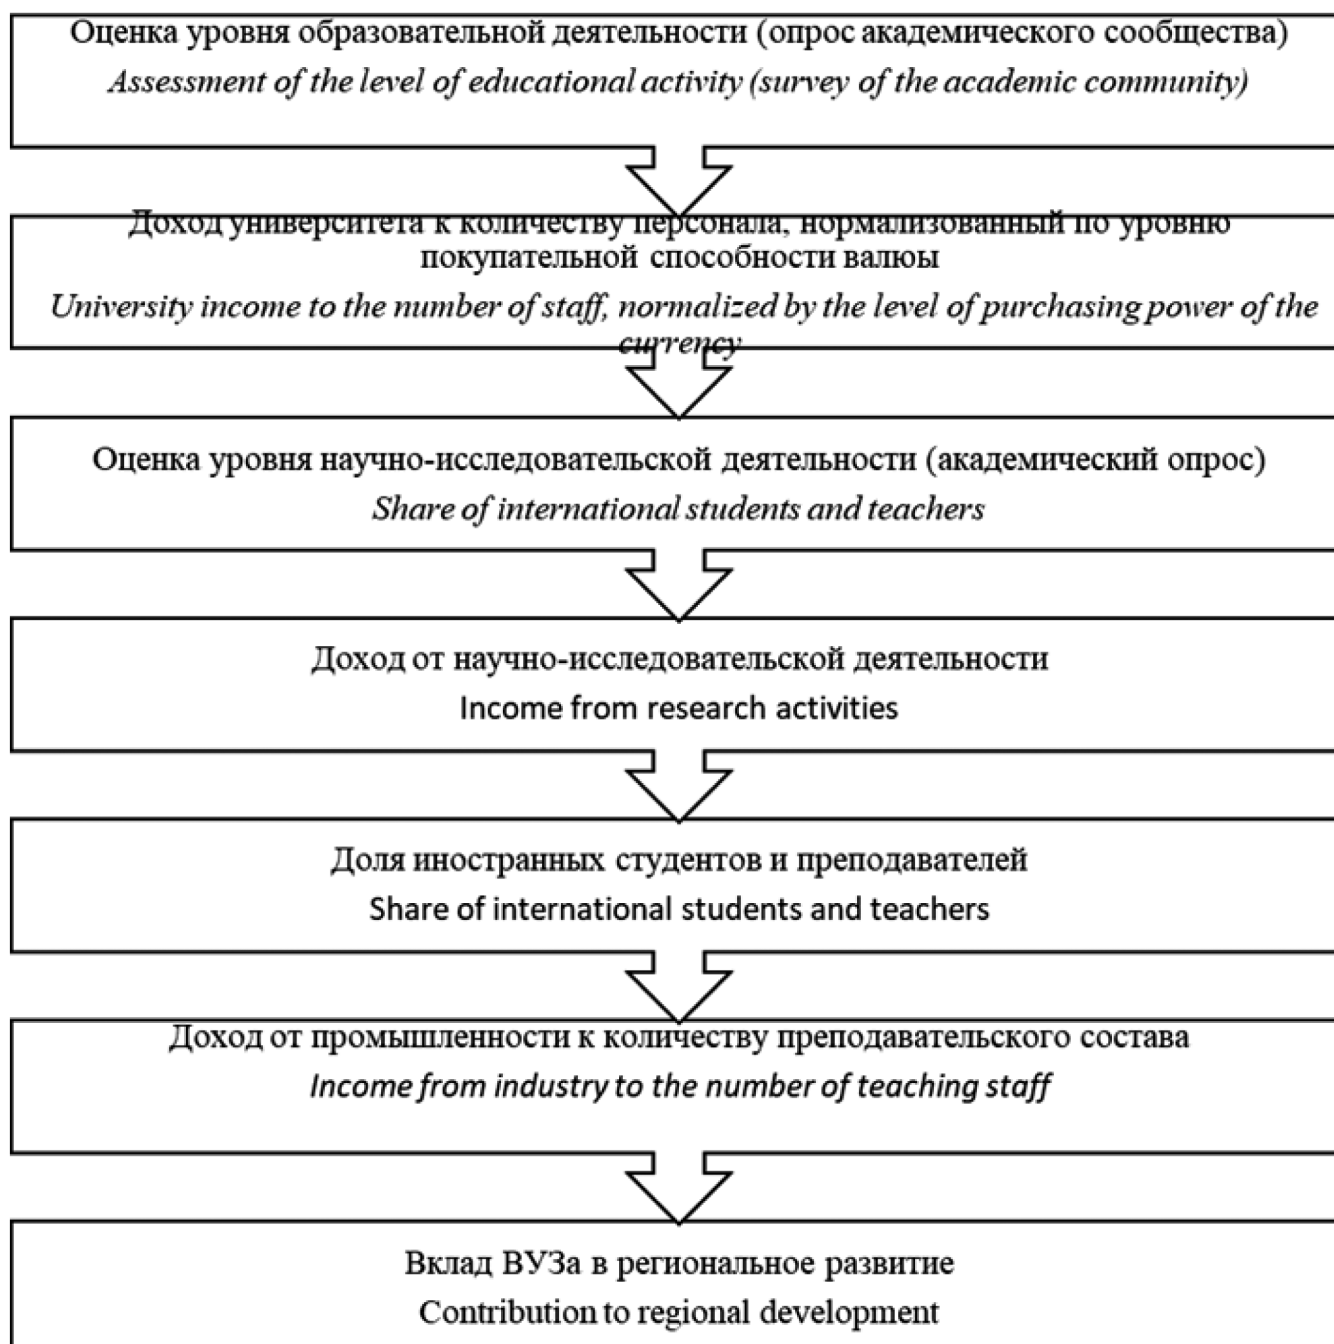 Оценка уровня образовательной деятельности (опрос академического сообщества)
Assessment of the level of educational activity (survey of the academic community)
Доход университета к количеству персонала, нормализованный по уровню
покупательной способности валюы
University income to the number of staff, normalized by the level of purchasing power of the
currency
Оценка уровня научно-исследовательской деятельности (академический опрос)
Share of international students and teachers
Доход от научно-исследовательской деятельности
Income from research activities
Доля иностранных студентов и преподавателей
Share of international students and teachers
Доход от промышленности к количеству преподавательского состава
Income from industry to the number of teaching staff
Вклад ВУЗа в региональное развитие
Contribution to regional development